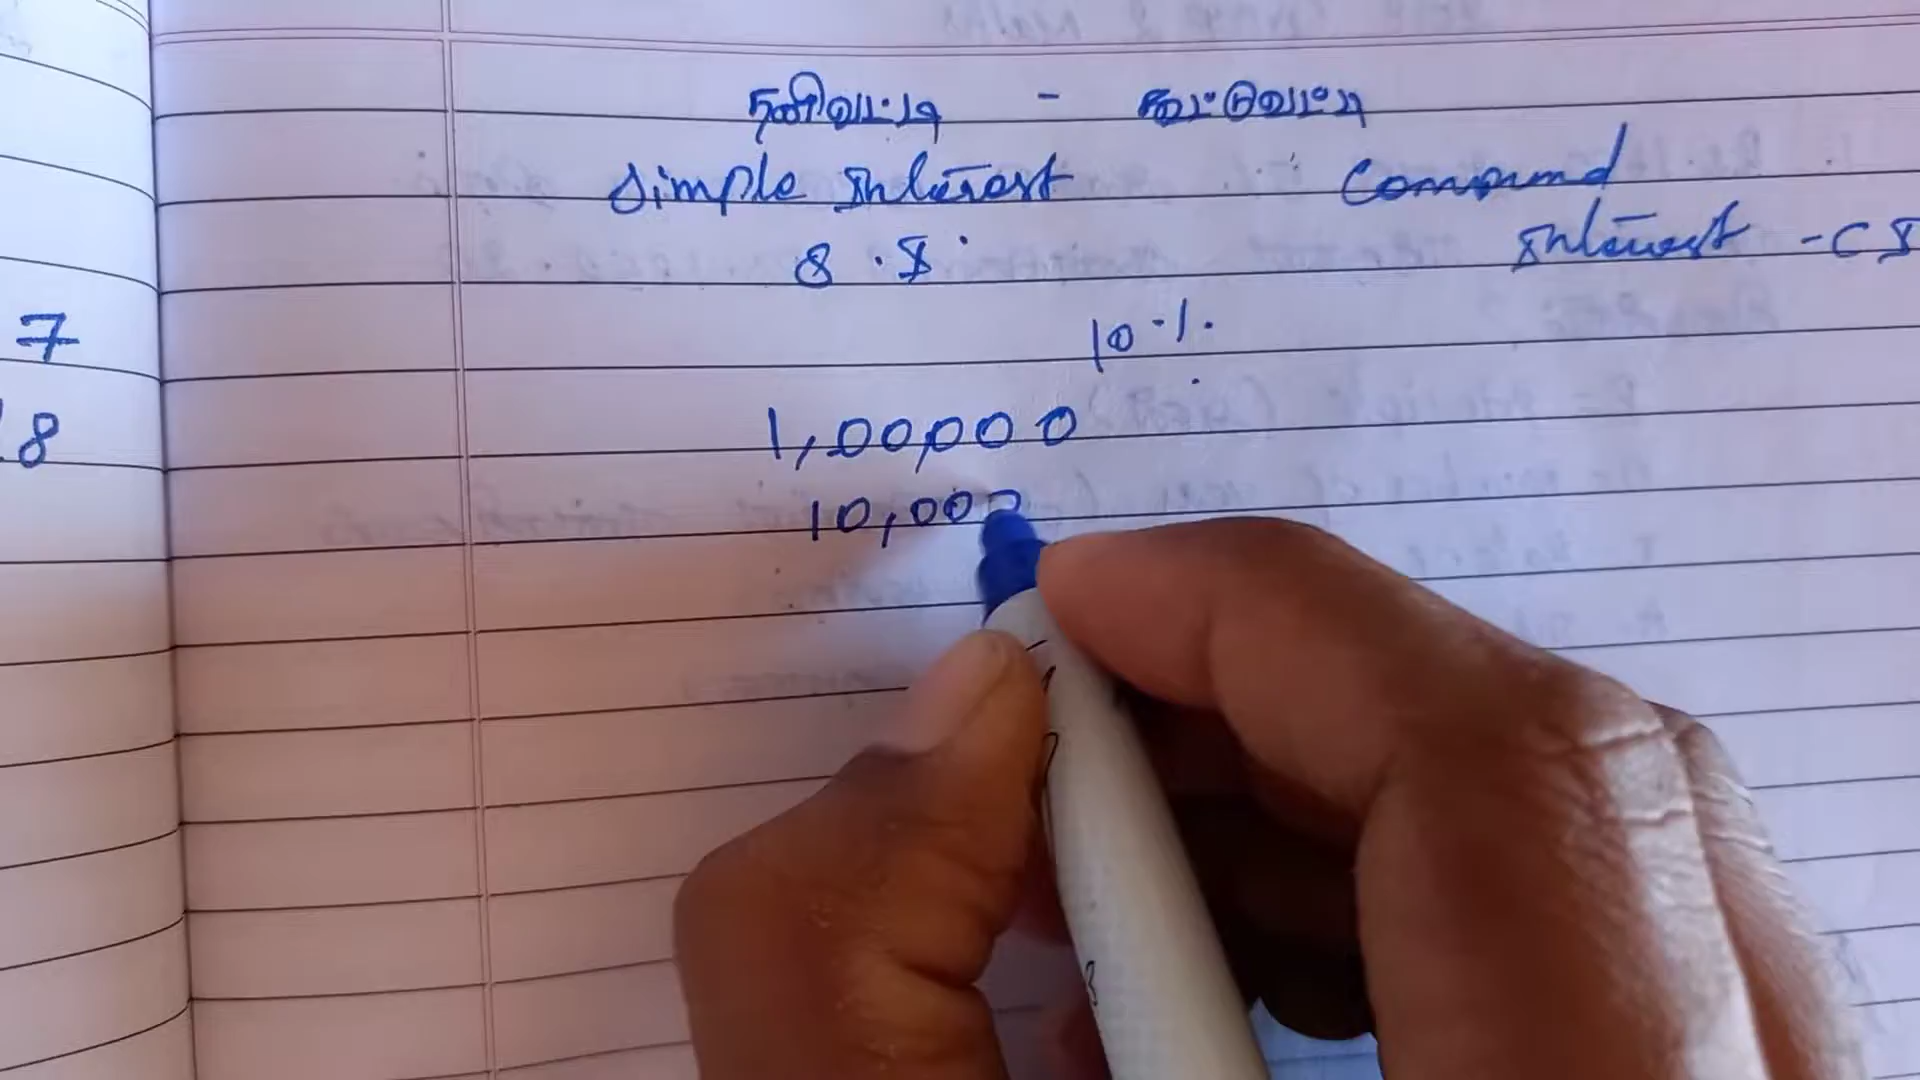 தனிவட்டி - கூட்டுவட்டி
Simple Interest Compound
Interest - CI
S.I
10%.
1,00,000
10,000
7
8